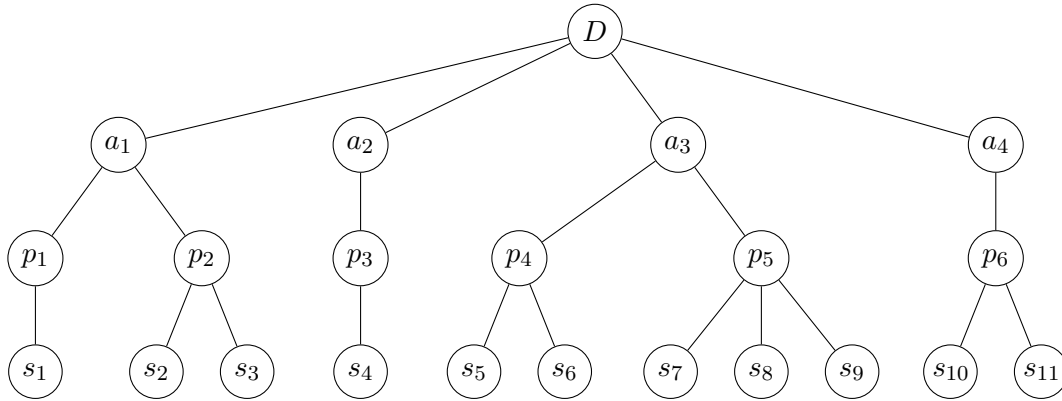 D
a₁ a₂ a₃ a₄
p₁ p₂ p₃ p₄ p₅ p₆
s₁ s₂ s₃ s₄ s₅ s₆ s₇ s₈ s₉ s₁₀ s₁₁